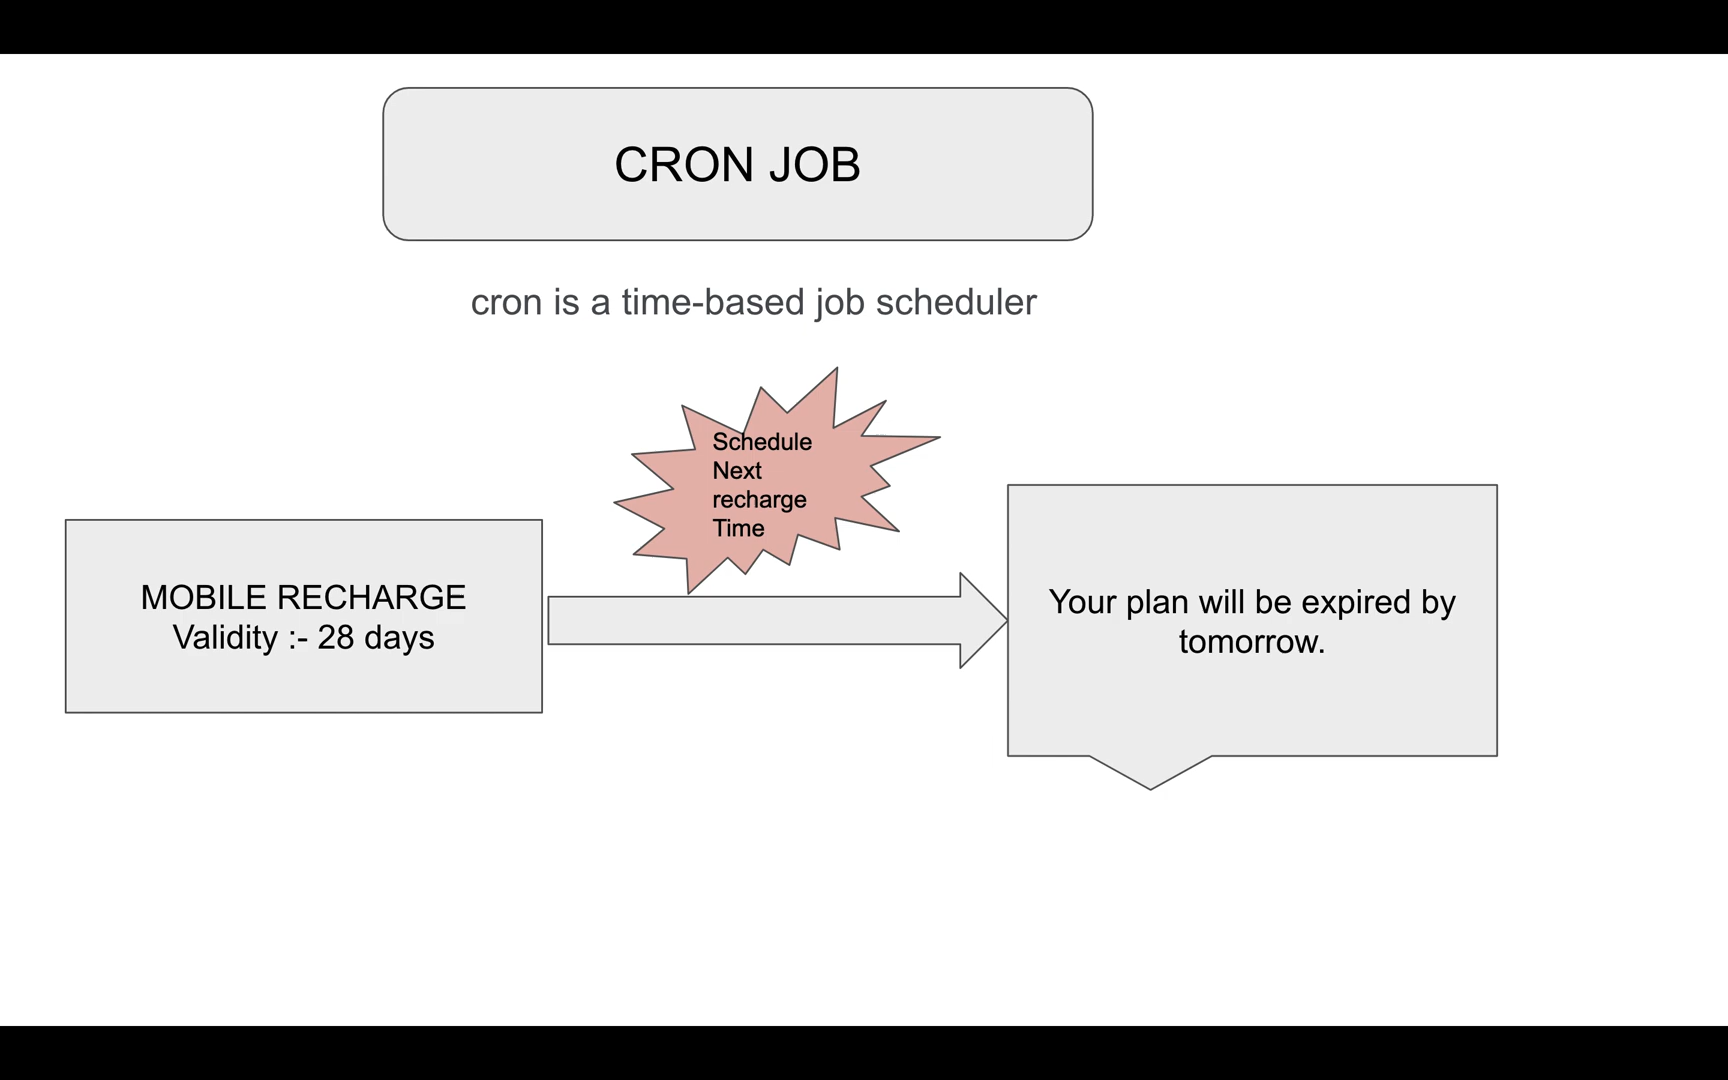 CRON JOB
cron is a time-based job scheduler
Schedule
Next
recharge
Time
MOBILE RECHARGE
Validity :- 28 days
Your plan will be expired by
tomorrow.